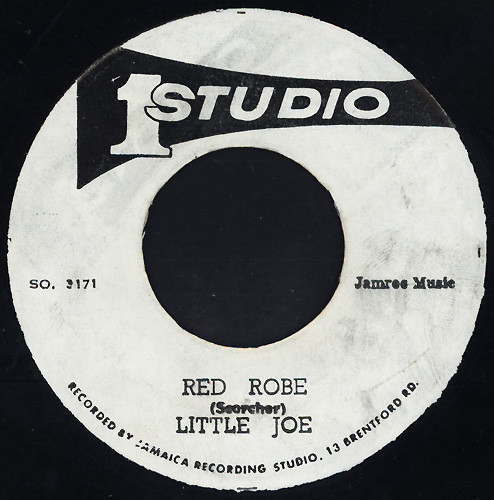 1 STUDIO
SO. 3171
Jamrec Music
RED ROBE
(Scorcher)
LITTLE JOE
RECORDED BY JAMAICA RECORDING STUDIO. 13 BRENTFORD RD.